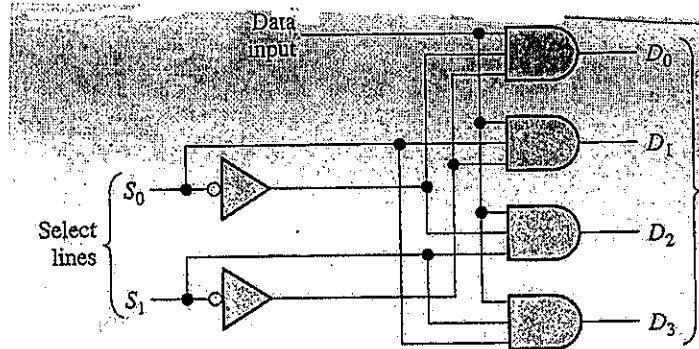 Data
input
D₀
D₁
S₀
Select
lines
D₂
S₁
D₃